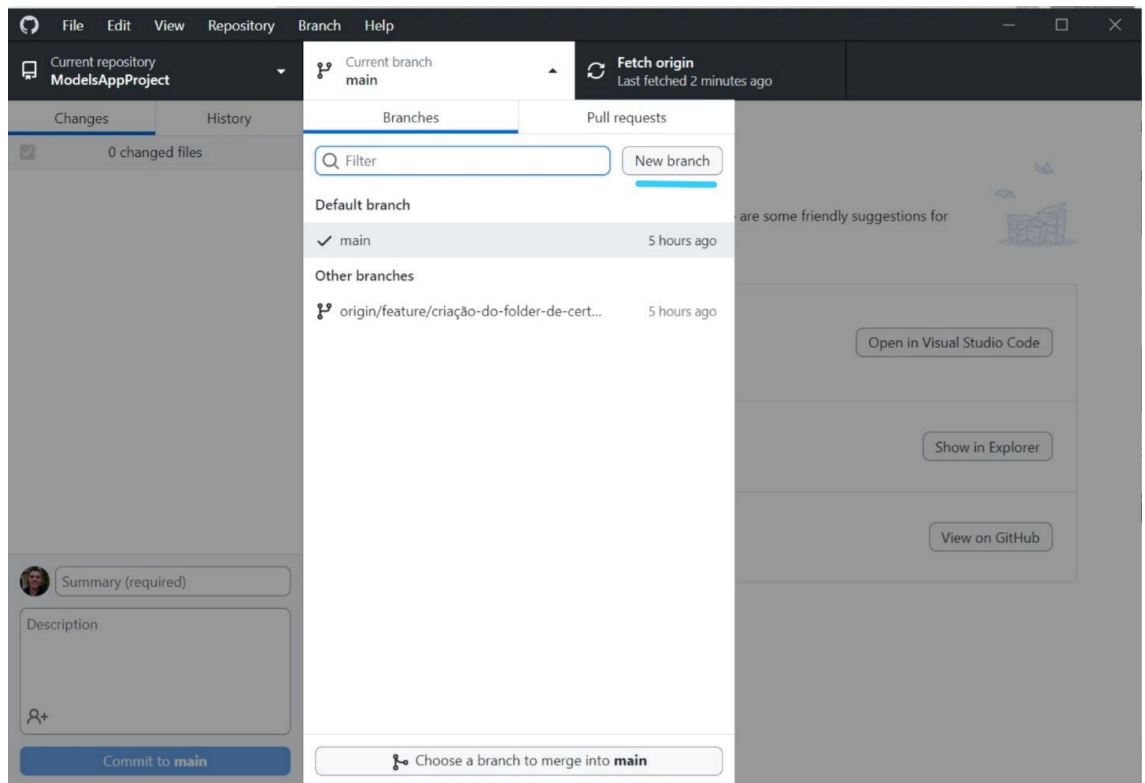 File Edit View Repository Branch Help
Current repository
ModelsAppProject
Current branch
main
Fetch origin
Last fetched 2 minutes ago
Changes History
0 changed files
Branches Pull requests
Filter
New branch
Default branch
main 5 hours ago
Other branches
origin/feature/criação-do-folder-de-cert... 5 hours ago
are some friendly suggestions for
Open in Visual Studio Code
Show in Explorer
View on GitHub
Summary (required)
Description
Commit to main
Choose a branch to merge into main